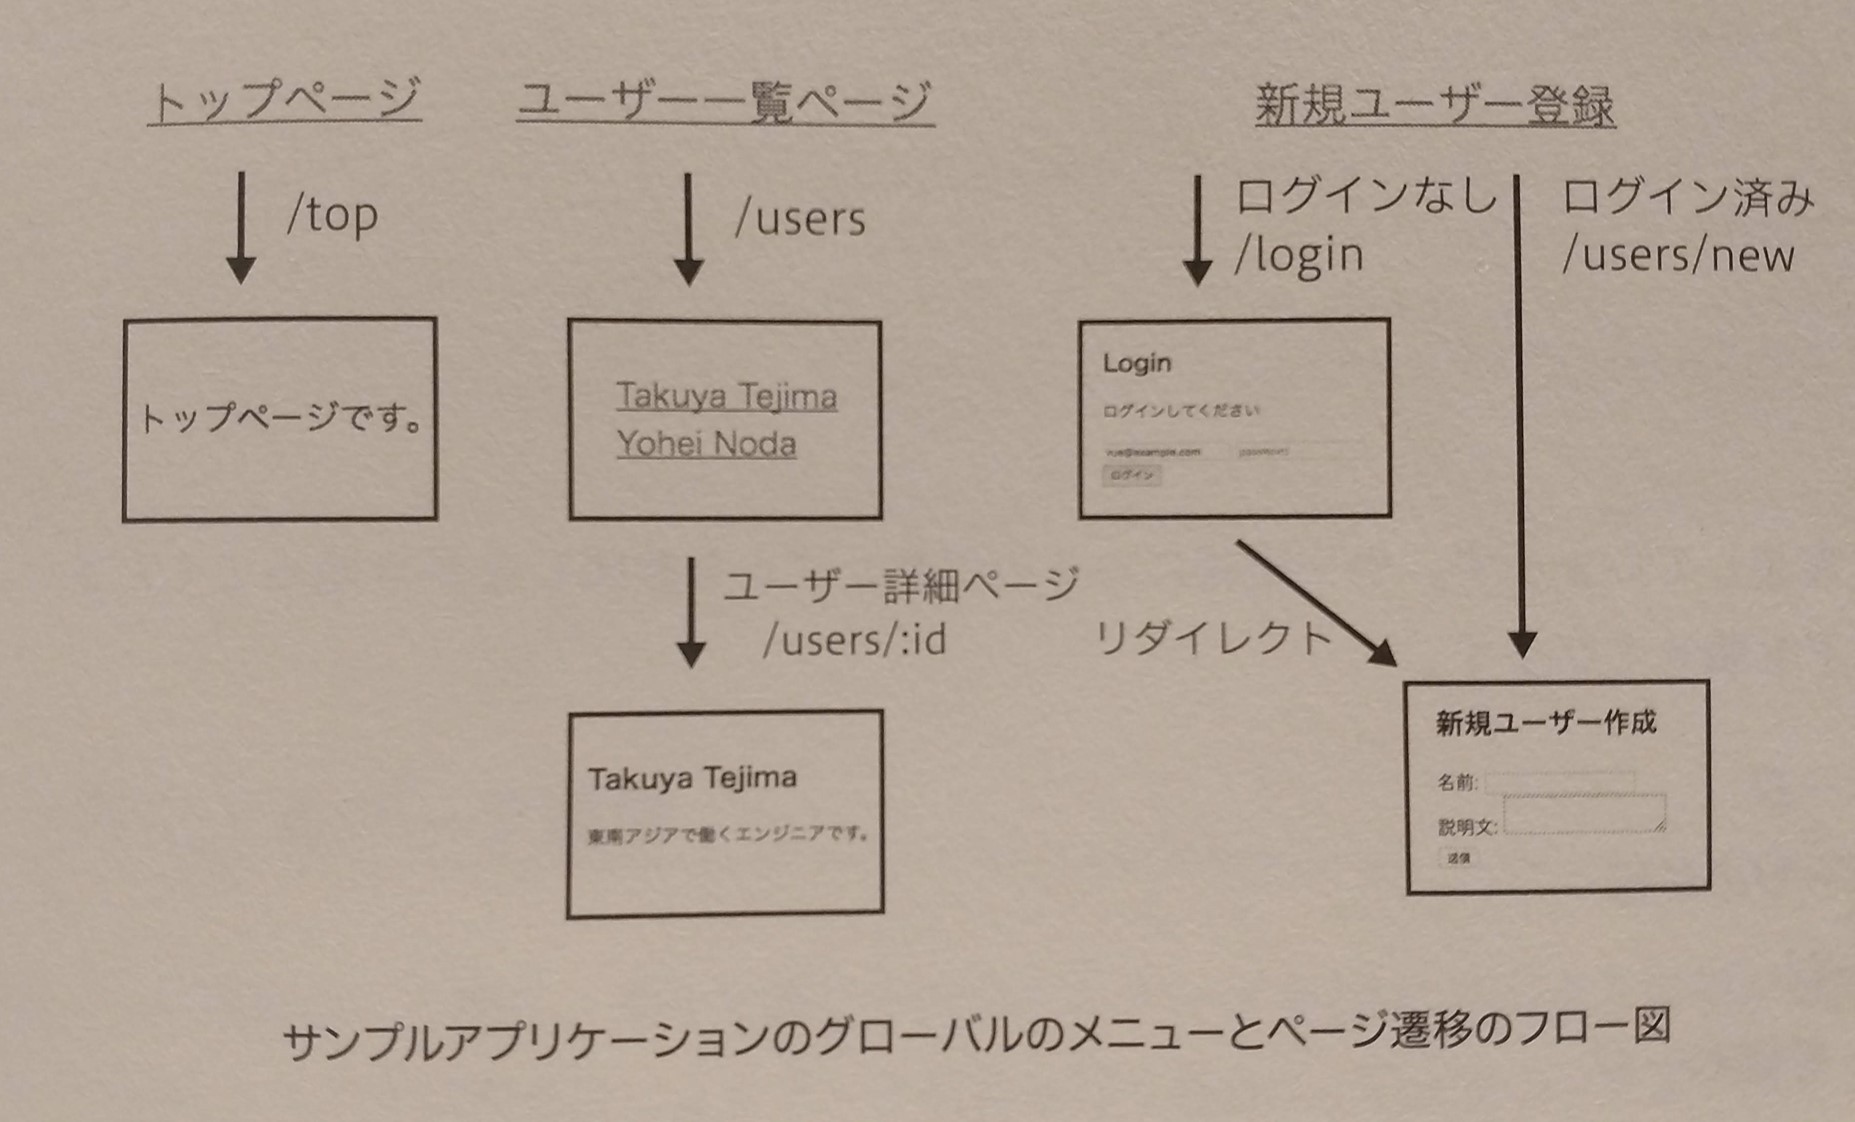 トップページ
/top
トップページです。
ユーザー一覧ページ
/users
Takuya Tejima
Yohei Noda
ユーザー詳細ページ
/users/:id
Takuya Tejima
東南アジアで働くエンジニアです。
新規ユーザー登録
ログインなし
/login
Login
ログインしてください
vue@example.com password
ログイン
リダイレクト
ログイン済み
/users/new
新規ユーザー作成
名前:
説明文:
送信
サンプルアプリケーションのグローバルのメニューとページ遷移のフロー図